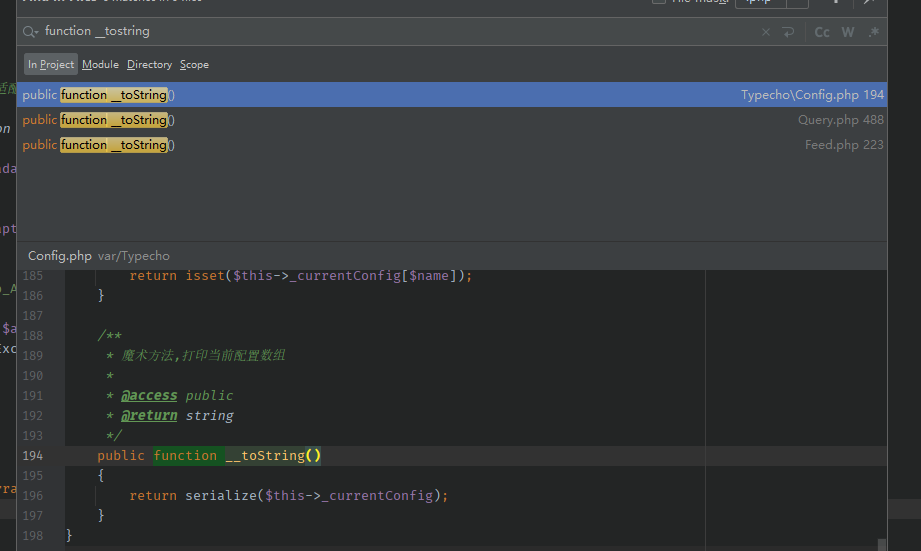 function __tostring
Cc W .*
In Project Module Directory Scope
public function __toString() Typecho\Config.php 194
public function __toString() Query.php 488
public function __toString() Feed.php 223
Config.php var/Typecho
185 return isset($this->_currentConfig[$name]);
186 }
187
188 /**
189 * 魔术方法,打印当前配置数组
190 *
191 * @access public
192 * @return string
193 */
194 public function __toString()
195 {
196 return serialize($this->_currentConfig);
197 }
198 }